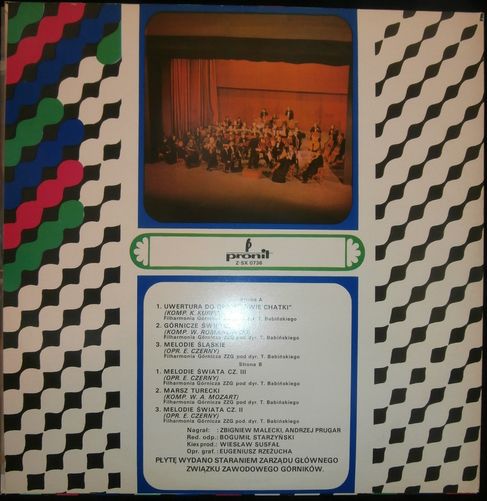 pronit
Z-SX 0736
Strona A
1. UWERTURA DO "DWIE CHATKI"
(KOMP. K. KURPIŃSKI)
Filharmonia Górnicza ZZG pod dyr. T. Babińskiego
2. GÓRNICZE
(KOMP. W.
Filharmonia Górnicza ZZG pod dyr. T. Babińskiego
3. MELODIE ŚLĄSKIE
(OPR. E. CZERNY)
Filharmonia Górnicza ZZG pod dyr. T. Babińskiego
Strona B
1. MELODIE ŚWIATA CZ. III
(OPR. E. CZERNY)
Filharmonia Górnicza ZZG pod dyr. T. Babińskiego
2. MARSZ TURECKI
(KOMP. W. A. MOZART)
Filharmonia Górnicza ZZG pod dyr. T. Babińskiego
3. MELODIE ŚWIATA CZ. II
(OPR. E. CZERNY)
Filharmonia Górnicza ZZG pod dyr. T. Babińskiego
Nagrał: : ZBIGNIEW MALECKI, ANDRZEJ PRUGAR
Red. odp.: BOGUMIŁ STARZYŃSKI
Kier. prod.: WIESŁAW SUSFAŁ
Opr. graf.: EUGENIUSZ RZEŻUCHA
PŁYTĘ WYDANO STARANIEM ZARZĄDU GŁÓWNEGO
ZWIĄZKU ZAWODOWEGO GÓRNIKÓW.